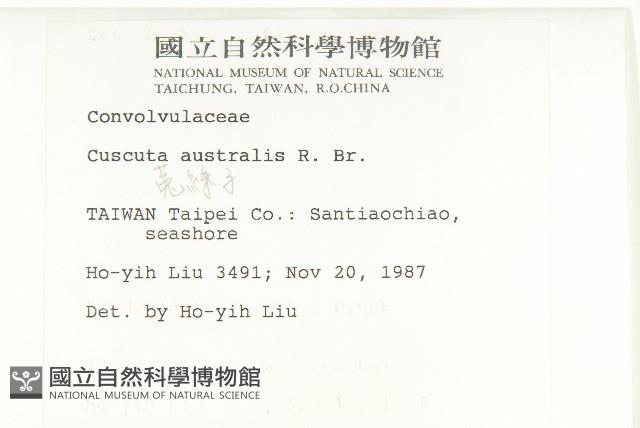 國立自然科學博物館
NATIONAL MUSEUM OF NATURAL SCIENCE
TAICHUNG, TAIWAN, R.O.CHINA
Convolvulaceae
Cuscuta australis R. Br.
菟絲子
TAIWAN Taipei Co.: Santiaochiao,
seashore
Ho-yih Liu 3491; Nov 20, 1987
Det. by Ho-yih Liu
國立自然科學博物館
NATIONAL MUSEUM OF NATURAL SCIENCE